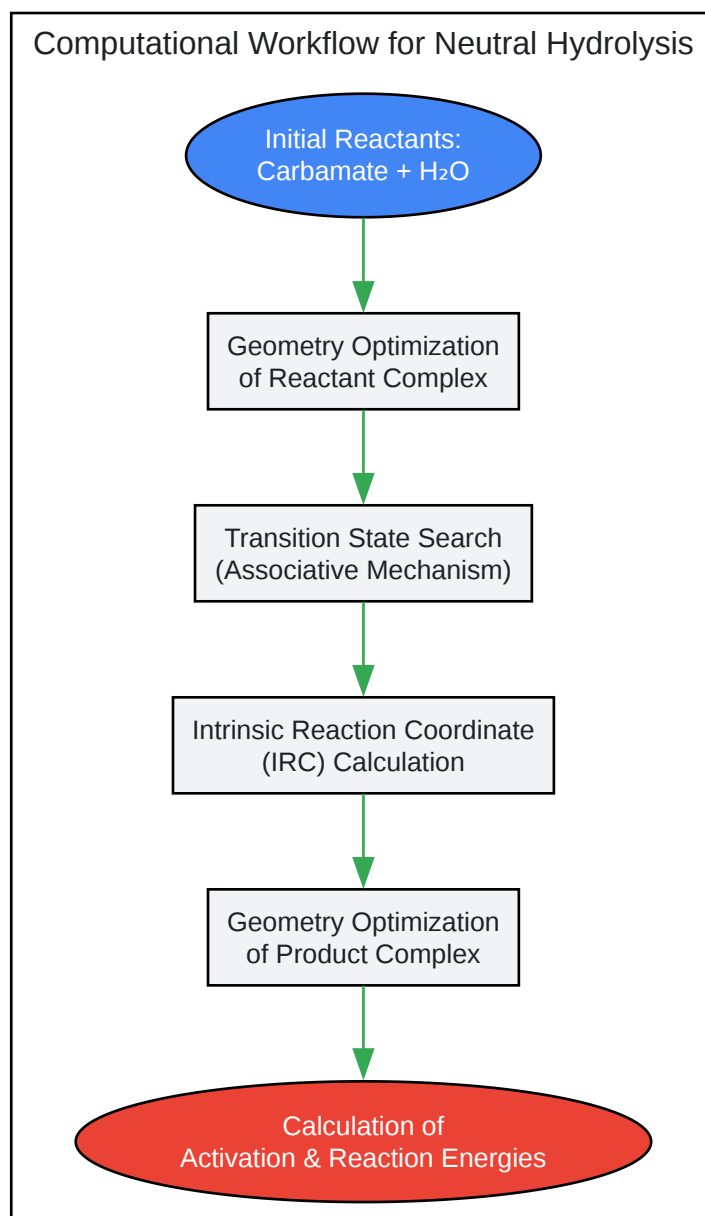 Computational Workflow for Neutral Hydrolysis
Initial Reactants:
Carbamate + H₂O
Geometry Optimization
of Reactant Complex
Transition State Search
(Associative Mechanism)
Intrinsic Reaction Coordinate
(IRC) Calculation
Geometry Optimization
of Product Complex
Calculation of
Activation & Reaction Energies